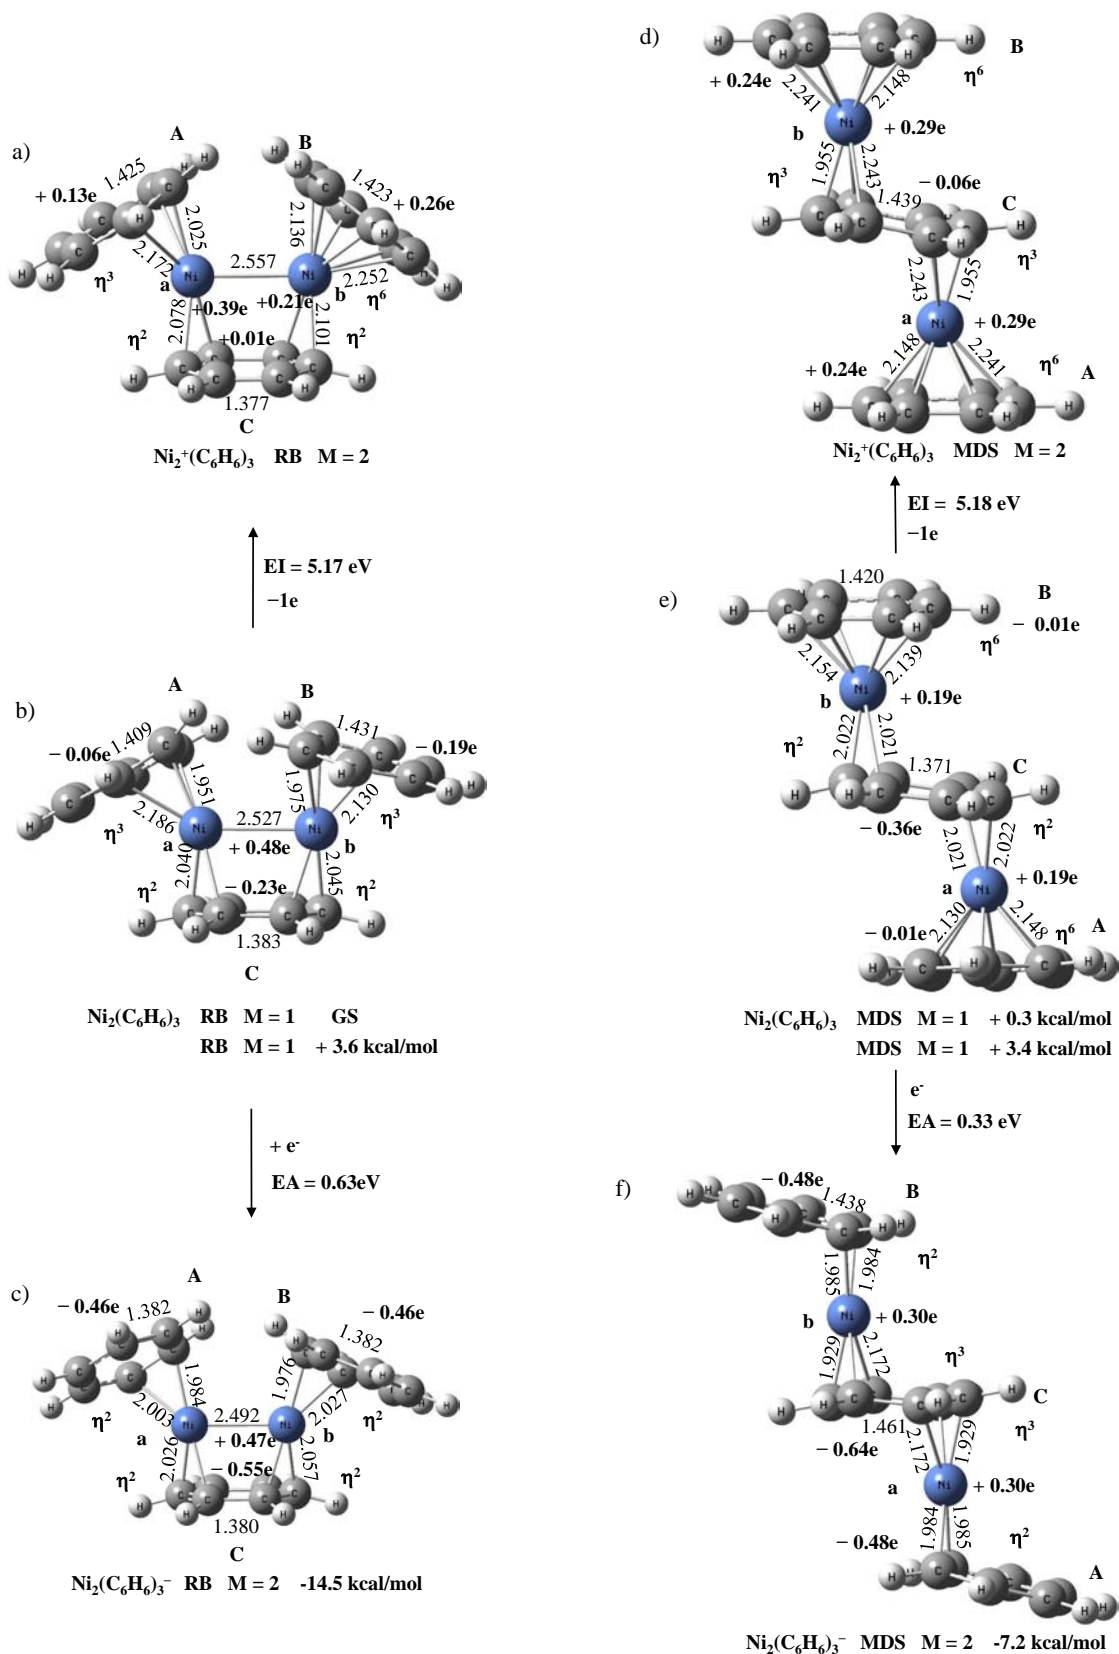 a)
A
B
1.425
1.423
+ 0.13e
+ 0.26e
2.025
2.136
2.172
2.557
2.252
η³
Ni
Ni
a
b
η⁶
+0.39e
+0.21e
2.078
2.101
η²
+0.01e
η²
1.377
C
Ni₂⁺(C₆H₆)₃ RB M = 2
EI = 5.17 eV
−1e
b)
A
B
1.409
1.431
− 0.06e
− 0.19e
1.951
1.975
2.186
2.130
η³
η³
Ni
2.527
Ni
a
+ 0.48e
b
2.040
2.045
η²
− 0.23e
η²
1.383
C
Ni₂(C₆H₆)₃ RB M = 1 GS
RB M = 1 + 3.6 kcal/mol
+ e⁻
EA = 0.63eV
c)
A
B
− 0.46e
1.382
− 0.46e
1.382
1.984
1.976
2.003
2.027
η²
η²
Ni
2.492
Ni
a
+ 0.47e
b
2.026
2.057
η²
− 0.55e
η²
1.380
C
Ni₂(C₆H₆)₃⁻ RB M = 2 -14.5 kcal/mol
d)
B
η⁶
+ 0.24e
2.241
2.148
Ni
b
+ 0.29e
1.955
2.243
η³
1.439
− 0.06e
C
η³
2.243
1.955
a
Ni
+ 0.29e
2.148
2.241
+ 0.24e
η⁶
A
Ni₂⁺(C₆H₆)₃ MDS M = 2
EI = 5.18 eV
−1e
e)
1.420
B
− 0.01e
η⁶
2.154
2.139
Ni
b
+ 0.19e
2.022
2.021
η²
1.371
C
− 0.36e
η²
2.021
2.022
a
Ni
+ 0.19e
− 0.01e
2.130
2.148
η⁶
A
Ni₂(C₆H₆)₃ MDS M = 1 + 0.3 kcal/mol
MDS M = 1 + 3.4 kcal/mol
e⁻
EA = 0.33 eV
f)
− 0.48e
1.438
B
η²
1.985
1.984
Ni
b
+ 0.30e
1.929
2.172
η³
C
η³
1.461
− 0.64e
2.172
1.929
a
Ni
+ 0.30e
1.984
1.985
− 0.48e
η²
A
Ni₂(C₆H₆)₃⁻ MDS M = 2 -7.2 kcal/mol